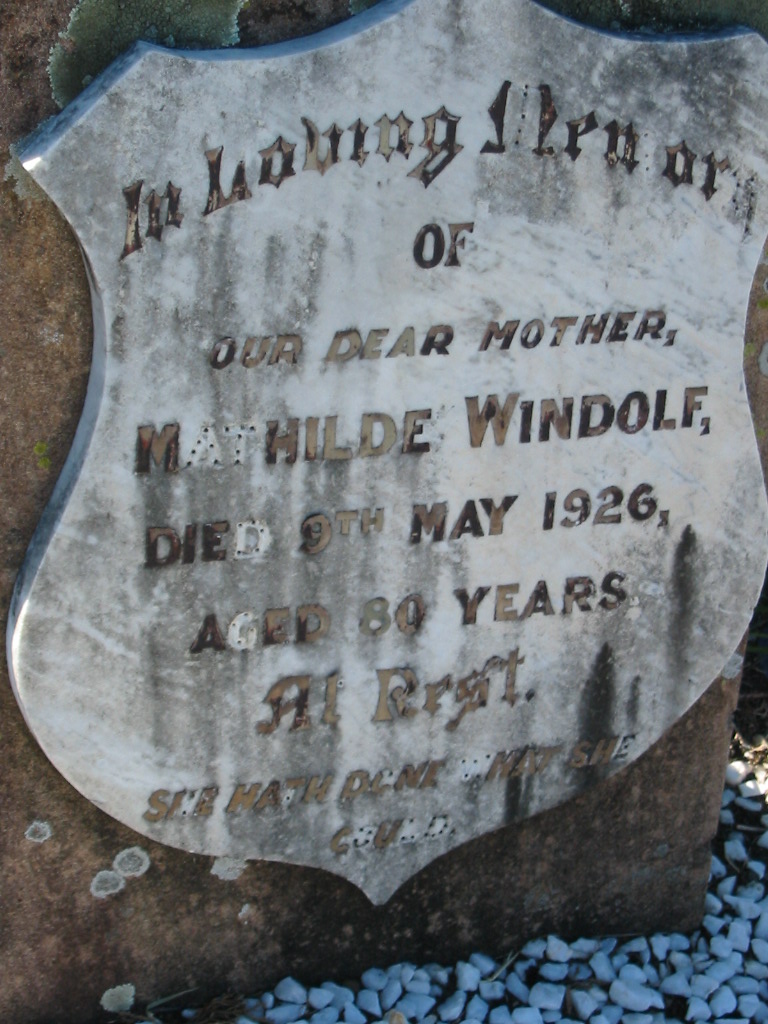 In Loving Memory
OF
OUR DEAR MOTHER,
MATHILDE WINDOLF,
DIED 9TH MAY 1926,
AGED 80 YEARS.
At Rest.
SHE HATH DONE WHAT SHE
COULD.